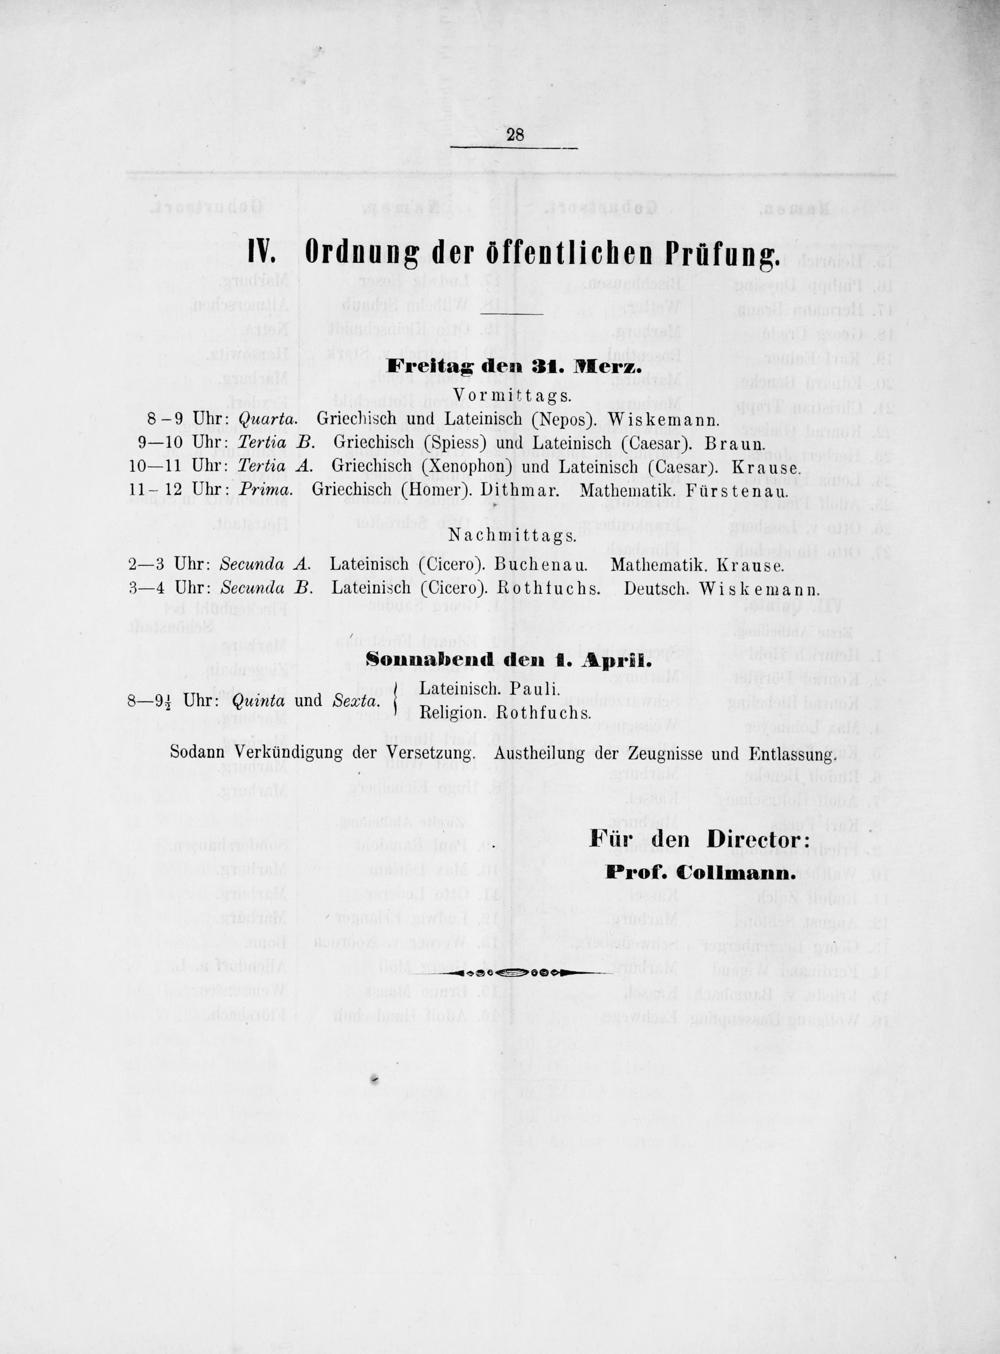 28
IV. Ordnung der öffentlichen Prüfung.
Freitag den 31. Merz.
Vormittags.
8–9 Uhr: Quarta. Griechisch und Lateinisch (Nepos). Wiskemann.
9—10 Uhr: Tertia B. Griechisch (Spiess) und Lateinisch (Caesar). Braun.
10—11 Uhr: Tertia A. Griechisch (Xenophon) und Lateinisch (Caesar). Krause.
11–12 Uhr: Prima. Griechisch (Homer). Dithmar. Mathematik. Fürstenau.
Nachmittags.
2—3 Uhr: Secunda A. Lateinisch (Cicero). Buchenau. Mathematik. Krause.
3—4 Uhr: Secunda B. Lateinisch (Cicero). Rothfuchs. Deutsch. Wiskemann.
Sonnabend den 1. April.
8—9½ Uhr: Quinta und Sexta. { Lateinisch. Pauli.
Religion. Rothfuchs.
Sodann Verkündigung der Versetzung. Austheilung der Zeugnisse und Entlassung.
Für den Director:
Prof. Collmann.